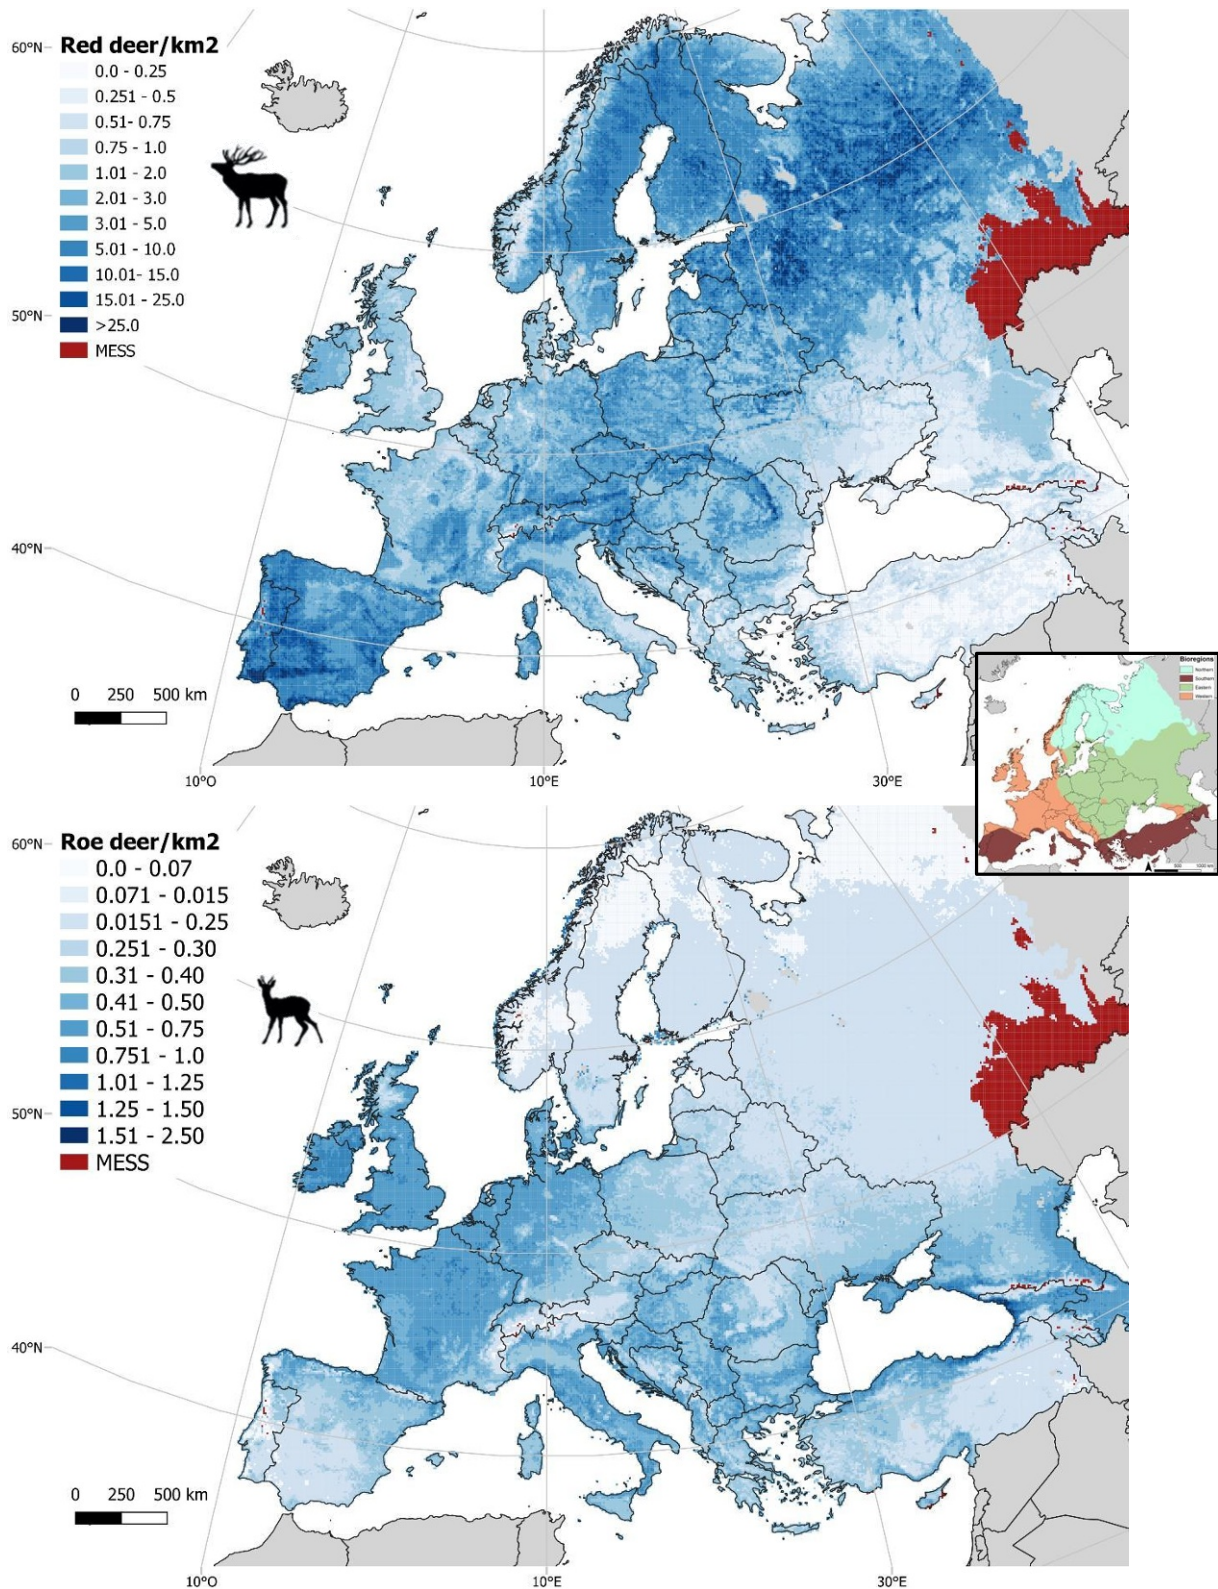 Red deer/km2
0.0 - 0.25
0.251 - 0.5
0.51- 0.75
0.75 - 1.0
1.01 - 2.0
2.01 - 3.0
3.01 - 5.0
5.01 - 10.0
10.01- 15.0
15.01 - 25.0
>25.0
MESS
60°N
50°N
40°N
0 250 500 km
10°O
10°E
30°E
Bioregions
Northern
Southern
Eastern
Western
Roe deer/km2
0.0 - 0.07
0.071 - 0.015
0.0151 - 0.25
0.251 - 0.30
0.31 - 0.40
0.41 - 0.50
0.51 - 0.75
0.751 - 1.0
1.01 - 1.25
1.25 - 1.50
1.51 - 2.50
MESS
60°N
50°N
40°N
0 250 500 km
10°O
10°E
30°E